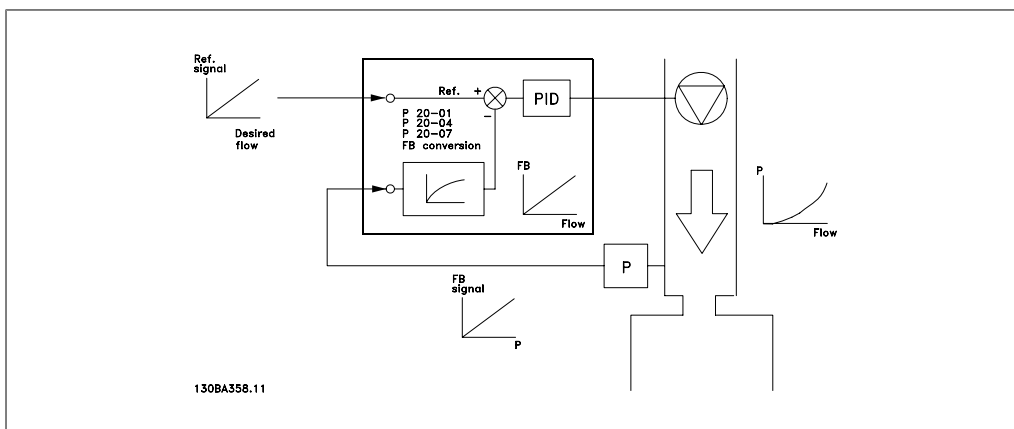 Ref.
signal
Desired
flow
Ref.
+
-
PID
P 20-01
P 20-04
P 20-07
FB conversion
FB
Flow
P
Flow
P
FB
signal
P
130BA358.11